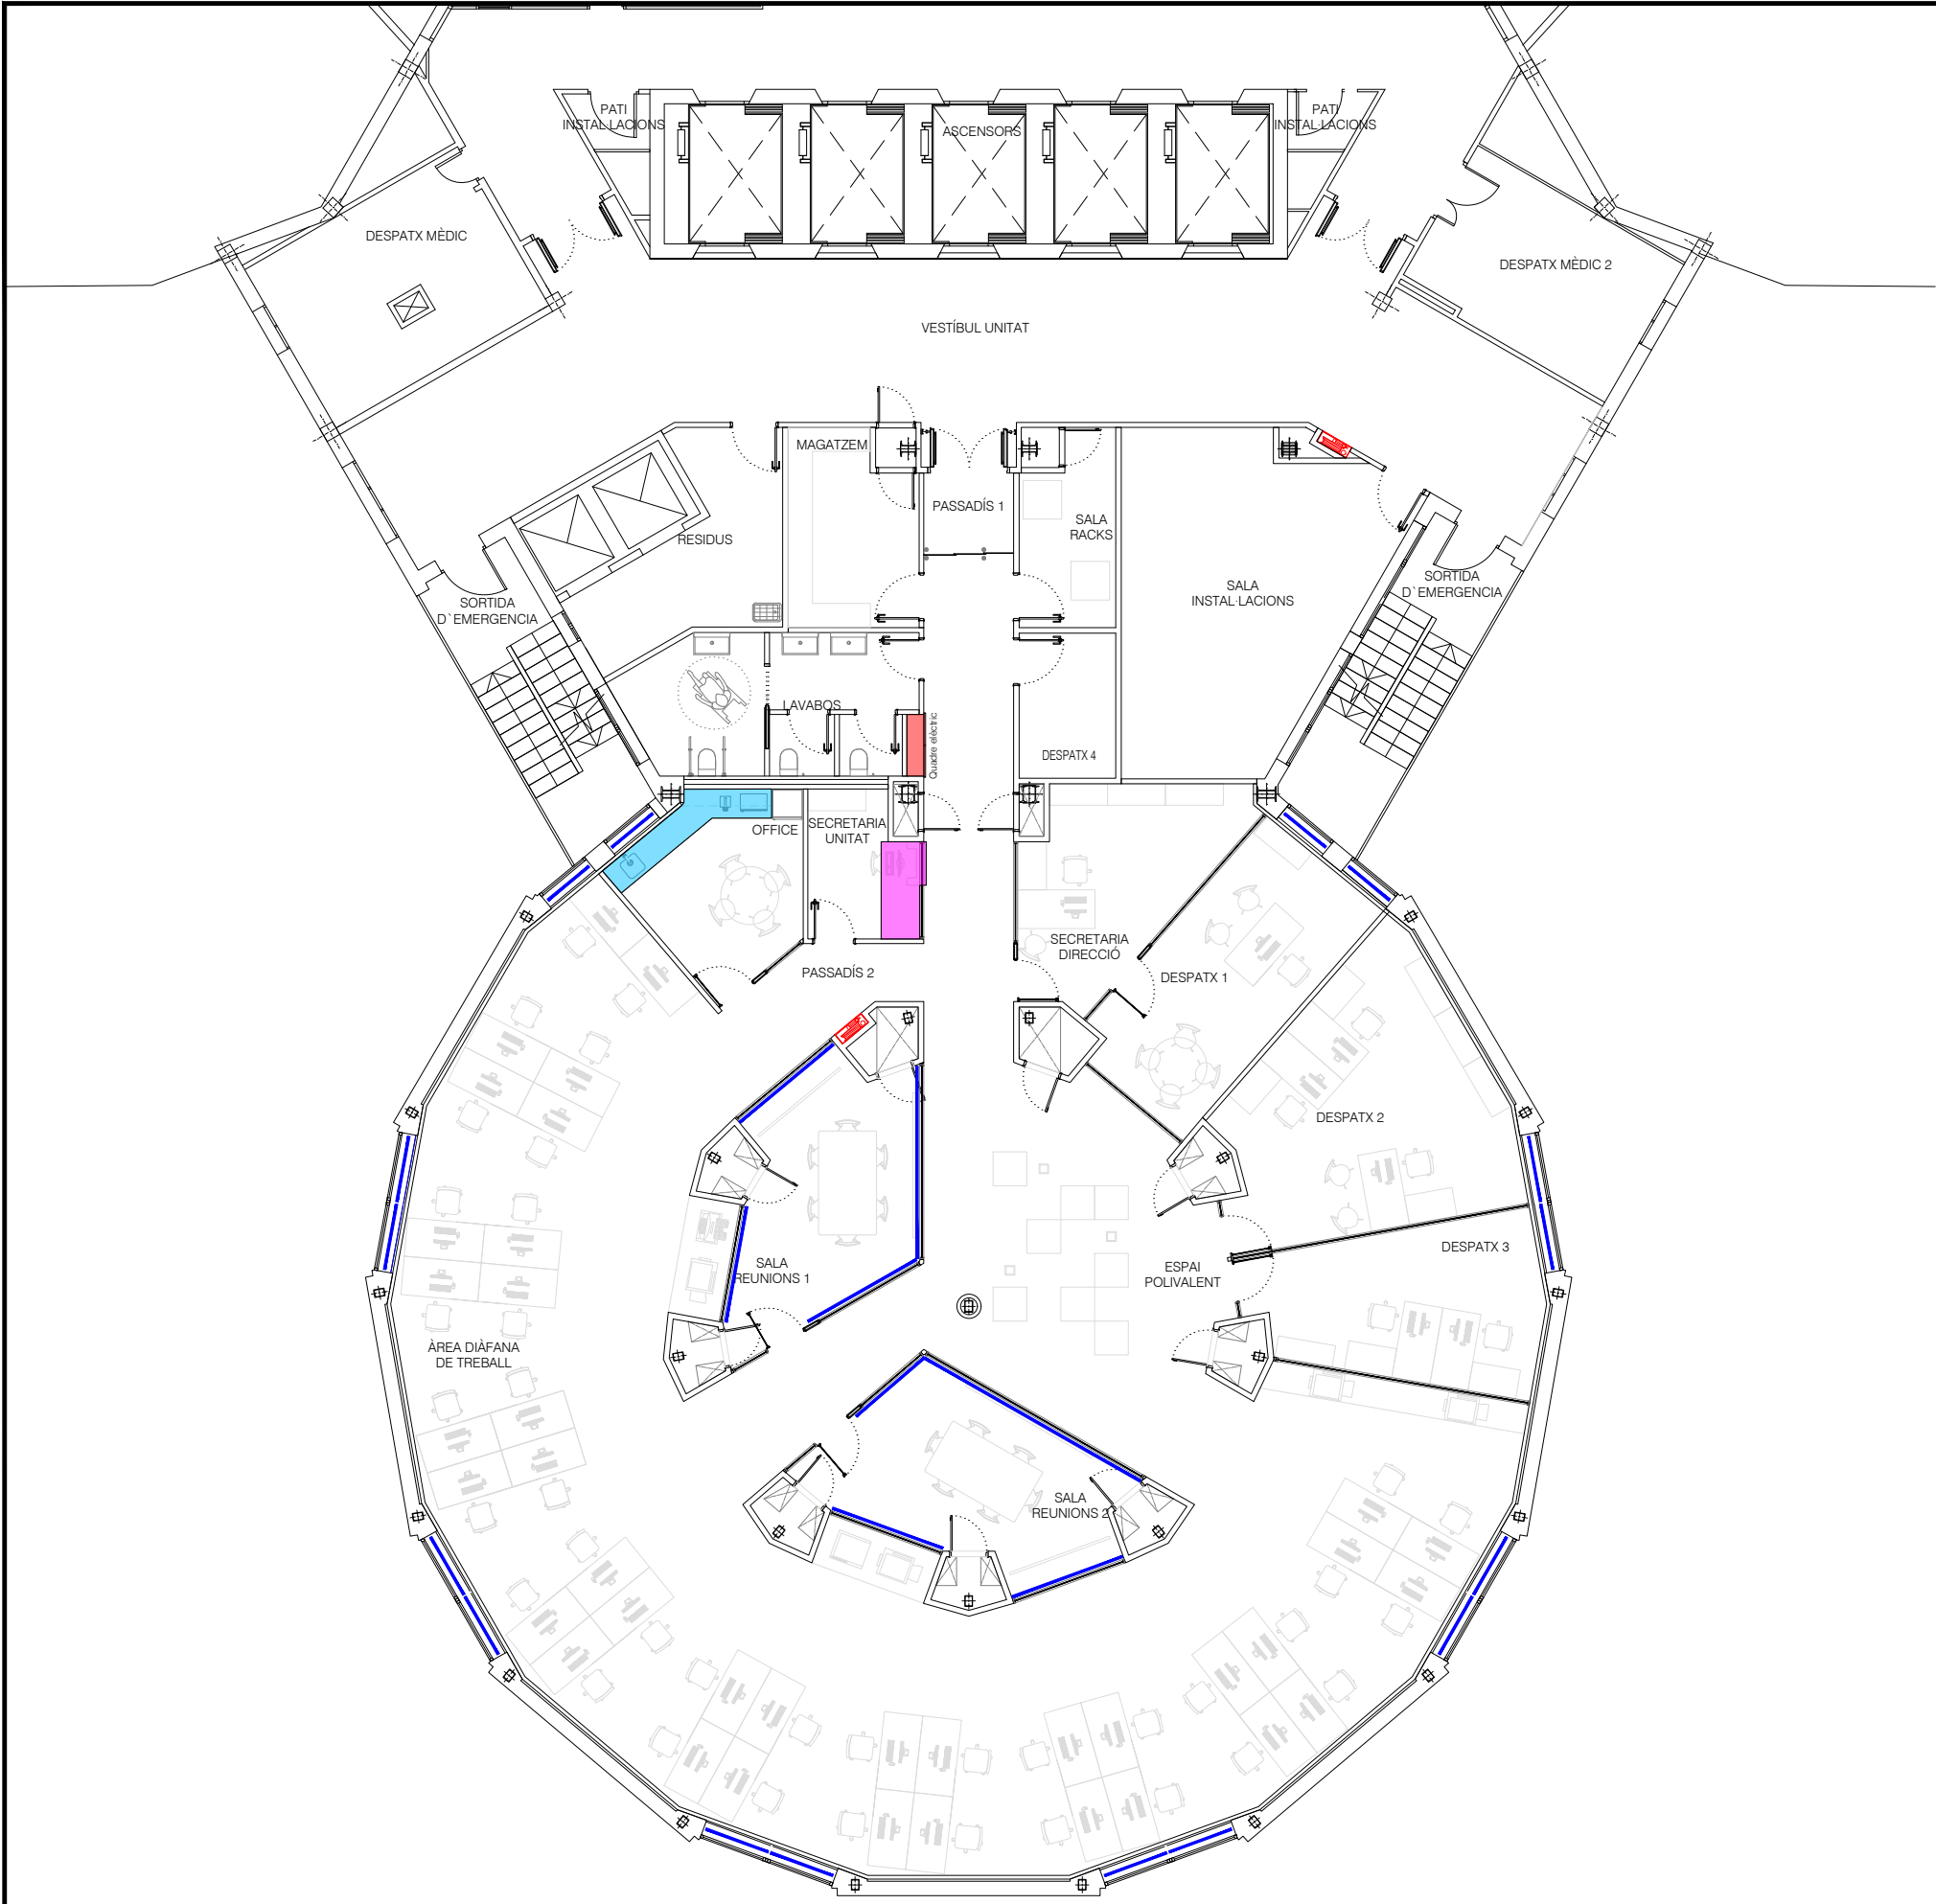 PATI
INSTAL·LACIONS
ASCENSORS
PATI
INSTAL·LACIONS
DESPATX MÈDIC
DESPATX MÈDIC 2
VESTÍBUL UNITAT
MAGATZEM
PASSADÍS 1
SALA
RACKS
RESIDUS
SORTIDA
D`EMERGENCIA
SALA
INSTAL·LACIONS
SORTIDA
D`EMERGENCIA
LAVABOS
Quadre elèctric
DESPATX 4
OFFICE
SECRETARIA
UNITAT
SECRETARIA
DIRECCIÓ
PASSADÍS 2
DESPATX 1
DESPATX 2
DESPATX 3
SALA
REUNIONS 1
ESPAI
POLIVALENT
ÀREA DIÀFANA
DE TREBALL
SALA
REUNIONS 2